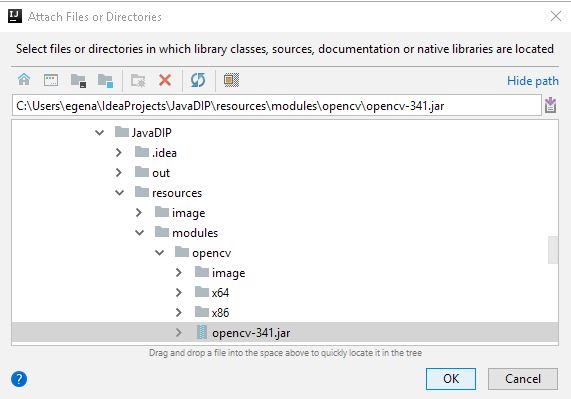 Attach Files or Directories
Select files or directories in which library classes, sources, documentation or native libraries are located
Hide path
C:\Users\egena\IdeaProjects\JavaDIP\resources\modules\opencv\opencv-341.jar
JavaDIP
.idea
out
resources
image
modules
opencv
image
x64
x86
opencv-341.jar
Drag and drop a file into the space above to quickly locate it in the tree
? OK Cancel